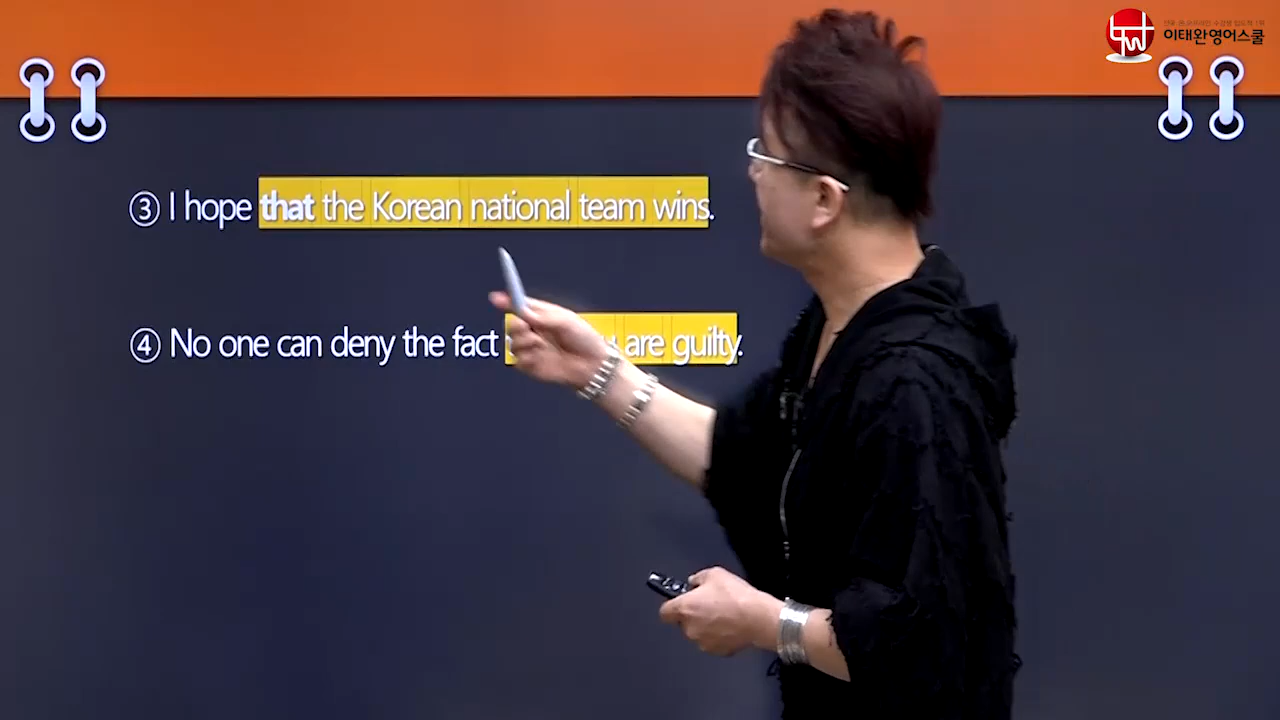 이태완영어스쿨
③ I hope that the Korean national team wins.
④ No one can deny the fact are guilty.